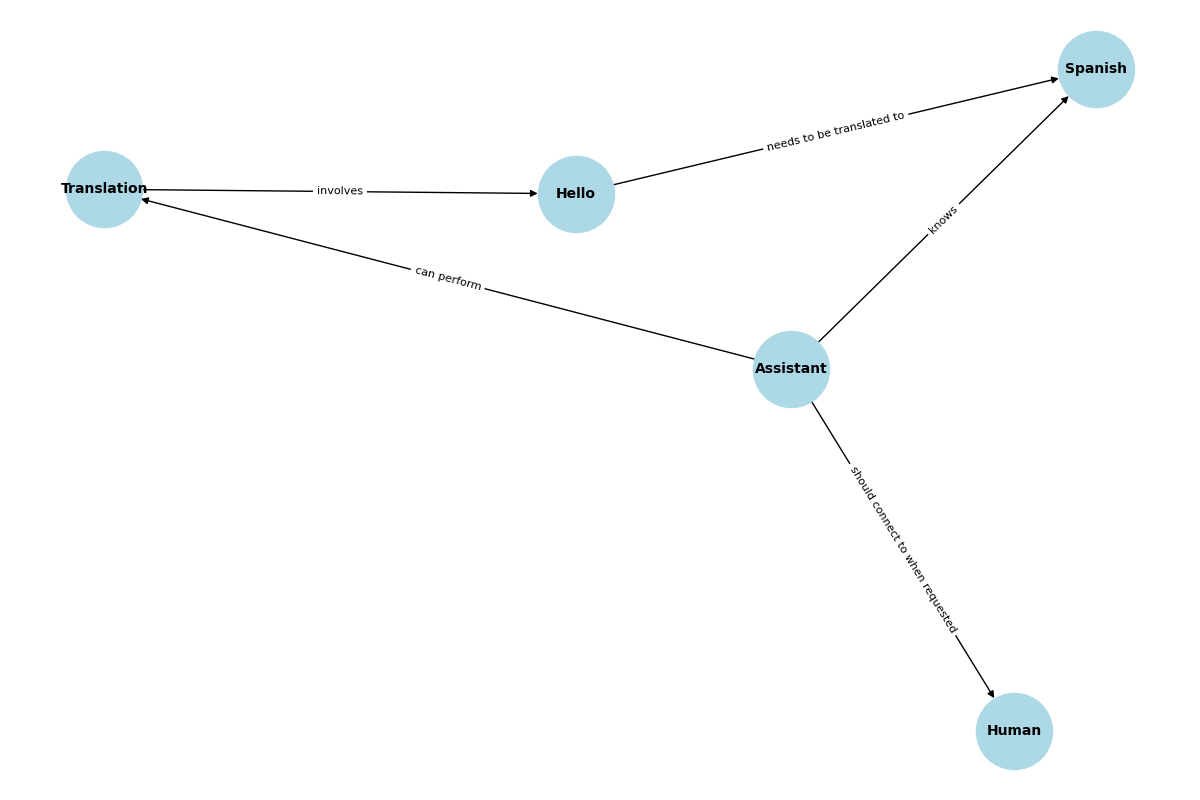 Spanish
needs to be translated to
Translation
involves
Hello
knows
can perform
Assistant
should connect to when requested
Human